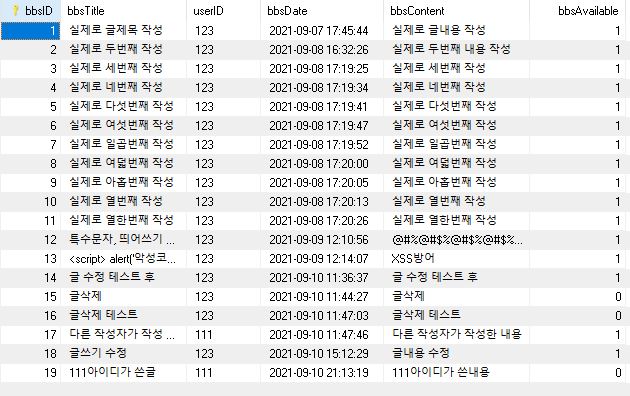 bbsID bbsTitle userID bbsDate bbsContent bbsAvailable
1 실제로 글제목 작성 123 2021-09-07 17:45:44 실제로 글내용 작성 1
2 실제로 두번째 작성 123 2021-09-08 16:32:26 실제로 두번째 내용 작성 1
3 실제로 세번째 작성 123 2021-09-08 17:19:25 실제로 세번째 작성 1
4 실제로 네번째 작성 123 2021-09-08 17:19:34 실제로 네번째 작성 1
5 실제로 다섯번째 작성 123 2021-09-08 17:19:41 실제로 다섯번째 작성 1
6 실제로 여섯번째 작성 123 2021-09-08 17:19:47 실제로 여섯번째 작성 1
7 실제로 일곱번째 작성 123 2021-09-08 17:19:52 실제로 일곱번째 작성 1
8 실제로 여덟번째 작성 123 2021-09-08 17:20:00 실제로 여덟번째 작성 1
9 실제로 아홉번째 작성 123 2021-09-08 17:20:05 실제로 아홉번째 작성 1
10 실제로 열번째 작성 123 2021-09-08 17:20:13 실제로 열번째 작성 1
11 실제로 열한번째 작성 123 2021-09-08 17:20:26 실제로 열한번째 작성 1
12 특수문자, 띄어쓰기 ... 123 2021-09-09 12:10:56 @#%@#$%@#$%@#$%... 1
13 <script> alert('악성코... 123 2021-09-09 12:14:07 XSS방어 1
14 글 수정 테스트 후 123 2021-09-10 11:36:37 글 수정 테스트 후 1
15 글삭제 123 2021-09-10 11:44:27 글삭제 0
16 글삭제 테스트 123 2021-09-10 11:47:03 글삭제 테스트 0
17 다른 작성자가 작성 ... 111 2021-09-10 11:47:46 다른 작성자가 작성한 내용 1
18 글쓰기 수정 123 2021-09-10 15:12:29 글내용 수정 1
19 111아이디가 쓴글 111 2021-09-10 21:13:19 111아이디가 쓴내용 0